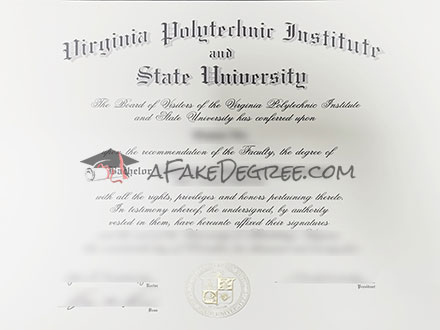 Virginia Polytechnic Institute
and
State University
The Board of Visitors of the Virginia Polytechnic Institute
and State University has conferred upon
the recommendation of the Faculty, the degree of
Bachelor
AFakeDegree.com
with all the rights, privileges and honors pertaining thereto.
In testimony whereof, the undersigned, by authority
vested in them, have hereunto affixed their signatures
Rector
President
Dean